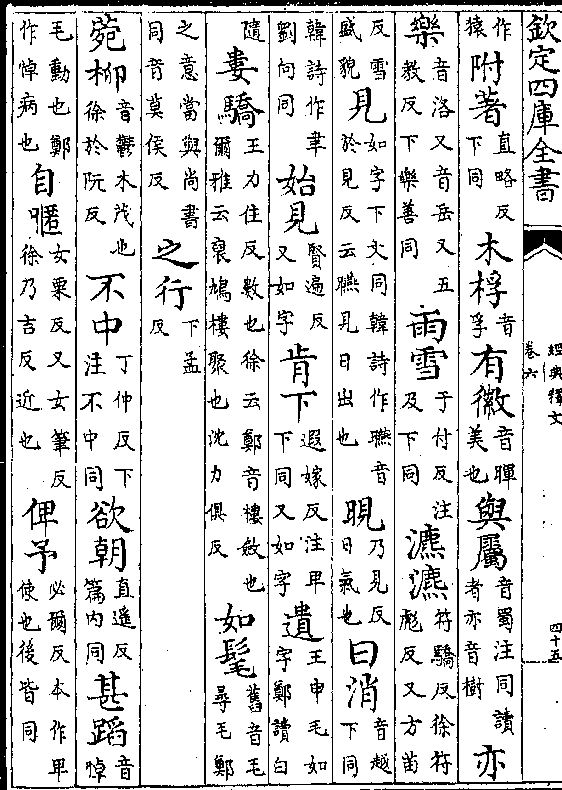 欽定四庫全書 經典釋文卷六 四十五
作猿附著直略反下同木桴音孚有徽音暉美也與屬音蜀注同讀者亦音樹亦
樂音洛又音岳又五教反下樂善同雨雪于付反注及下同瀌瀌符驕反徐符彪反又方苗
反雪盛貌見如字下文同韓詩作曣音於見反云曣見日出也晛乃見反日氣也曰消音越下同
韓詩作聿劉向同始見賢遍反又如字肯下遐嫁反注卑下同又如字遺王申毛如字鄭讀曰
隨婁驕王力住反數也徐云鄭音樓斂也爾雅云裒鳩樓聚也沈力俱反如髦舊音毛尋毛鄭
之意當與尚書同音莫侯反之行下孟反
菀柳音鬱木茂也徐於阮反不中丁仲反下注不中同欲朝直遥反篇內同甚蹈音悼
毛動也鄭作悼病也自暱女栗反又女筆反徐乃吉反近也俾予必爾反本作卑使也後皆同